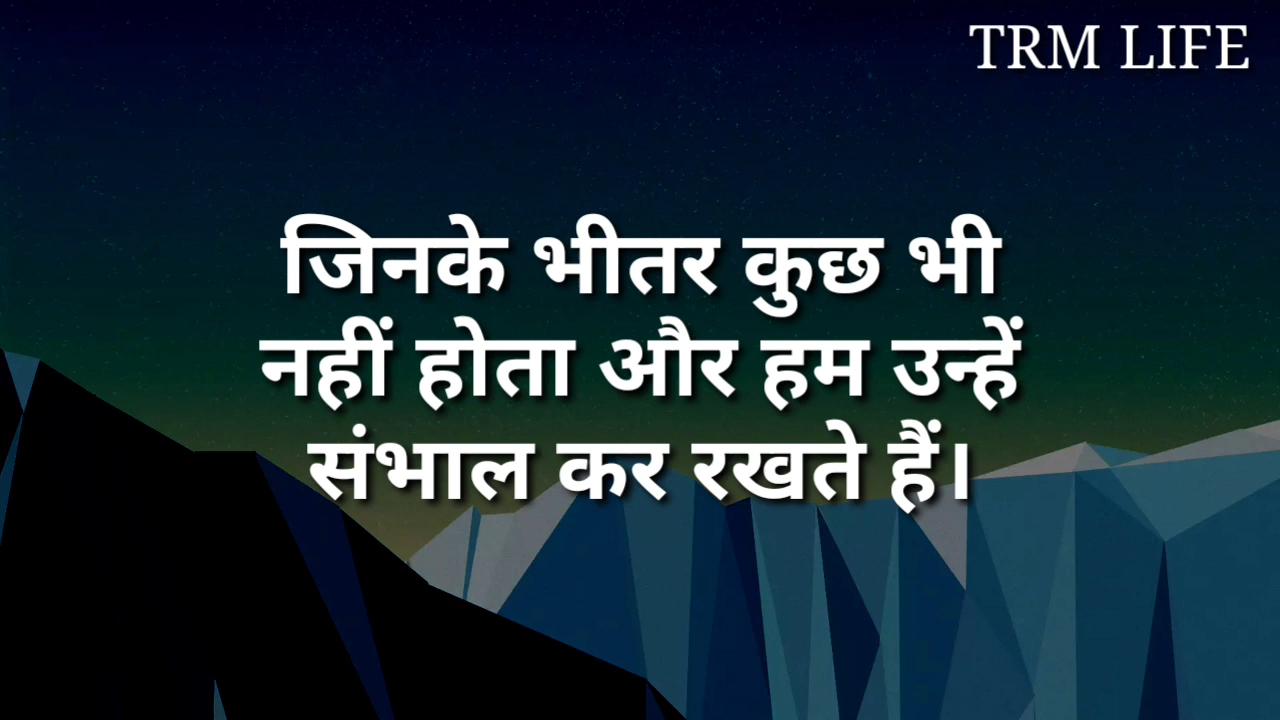 TRM LIFE
जिनके भीतर कुछ भी
नहीं होता और हम उन्हें
संभाल कर रखते हैं।